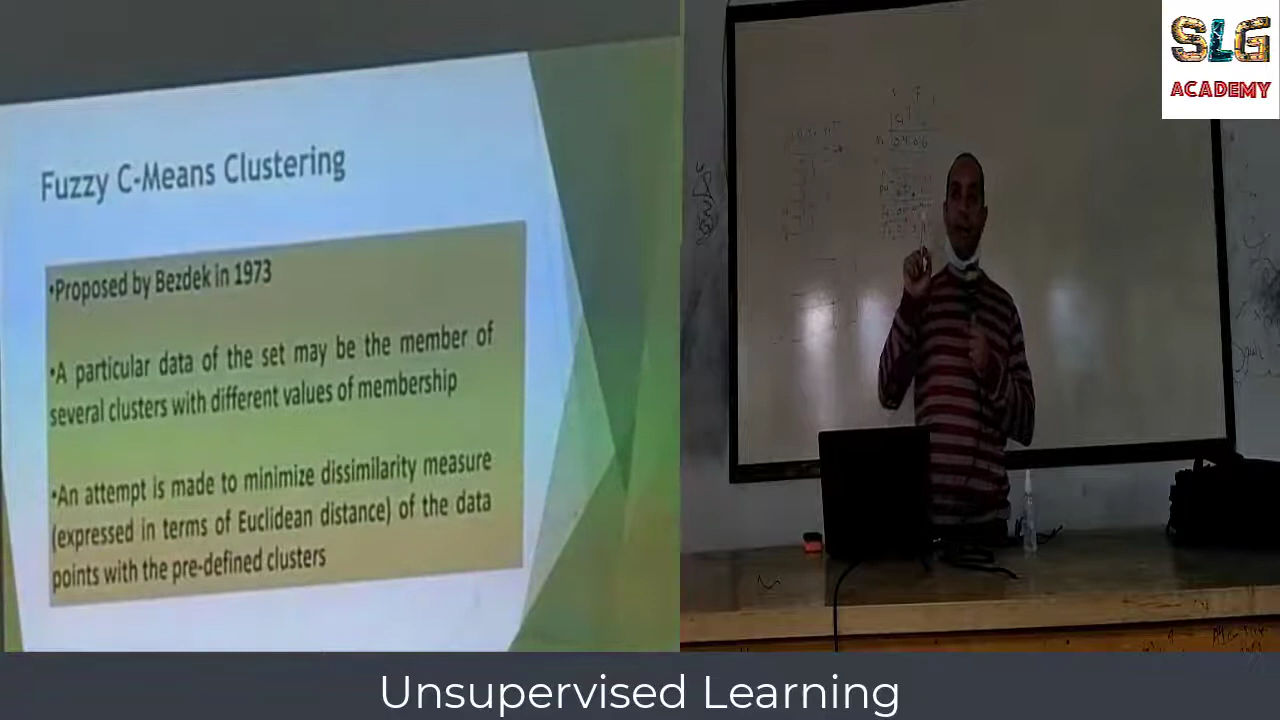 Fuzzy C-Means Clustering
•Proposed by Bezdek in 1973
•A particular data of the set may be the member of
several clusters with different values of membership
•An attempt is made to minimize dissimilarity measure
(expressed in terms of Euclidean distance) of the data
points with the pre-defined clusters
SLG
ACADEMY
Unsupervised Learning